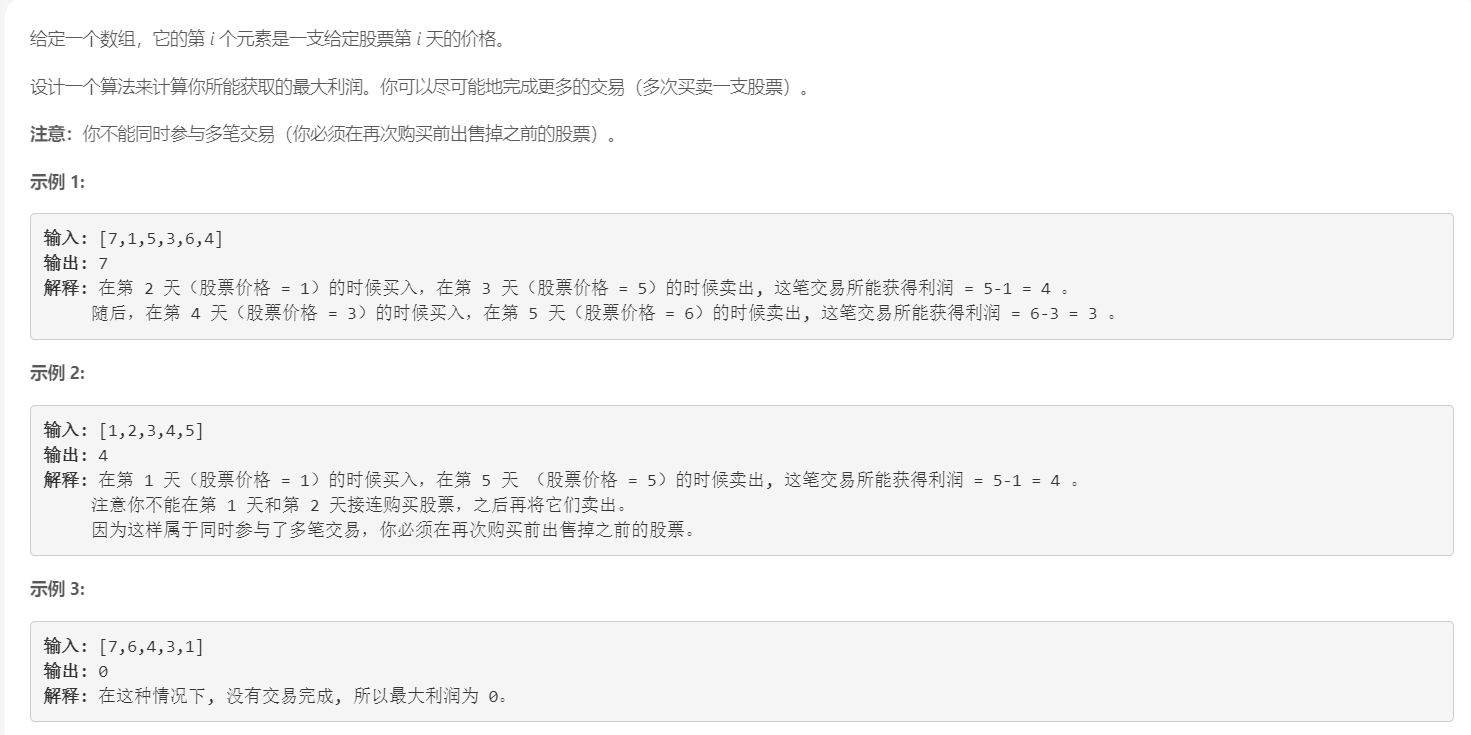 给定一个数组，它的第 i 个元素是一支给定股票第 i 天的价格。
设计一个算法来计算你所能获取的最大利润。你可以尽可能地完成更多的交易（多次买卖一支股票）。
注意：你不能同时参与多笔交易（你必须在再次购买前出售掉之前的股票）。
示例 1:
输入: [7,1,5,3,6,4]
输出: 7
解释: 在第 2 天（股票价格 = 1）的时候买入，在第 3 天（股票价格 = 5）的时候卖出, 这笔交易所能获得利润 = 5-1 = 4 。
随后，在第 4 天（股票价格 = 3）的时候买入，在第 5 天（股票价格 = 6）的时候卖出, 这笔交易所能获得利润 = 6-3 = 3 。
示例 2:
输入: [1,2,3,4,5]
输出: 4
解释: 在第 1 天（股票价格 = 1）的时候买入，在第 5 天 （股票价格 = 5）的时候卖出, 这笔交易所能获得利润 = 5-1 = 4 。
注意你不能在第 1 天和第 2 天接连购买股票，之后再将它们卖出。
因为这样属于同时参与了多笔交易，你必须在再次购买前出售掉之前的股票。
示例 3:
输入: [7,6,4,3,1]
输出: 0
解释: 在这种情况下, 没有交易完成, 所以最大利润为 0。